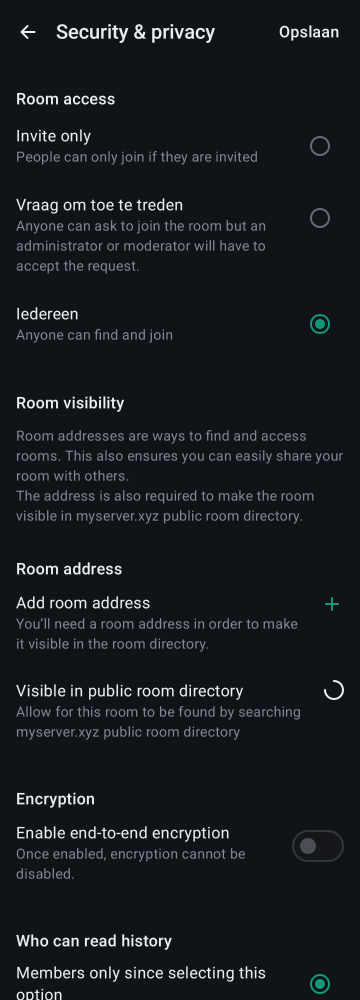 Security & privacy
Opslaan
Room access
Invite only
People can only join if they are invited
Vraag om toe te treden
Anyone can ask to join the room but an
administrator or moderator will have to
accept the request.
Iedereen
Anyone can find and join
Room visibility
Room addresses are ways to find and access
rooms. This also ensures you can easily share your
room with others.
The address is also required to make the room
visible in myserver.xyz public room directory.
Room address
Add room address
You’ll need a room address in order to make
it visible in the room directory.
Visible in public room directory
Allow for this room to be found by searching
myserver.xyz public room directory
Encryption
Enable end-to-end encryption
Once enabled, encryption cannot be
disabled.
Who can read history
Members only since selecting this
option